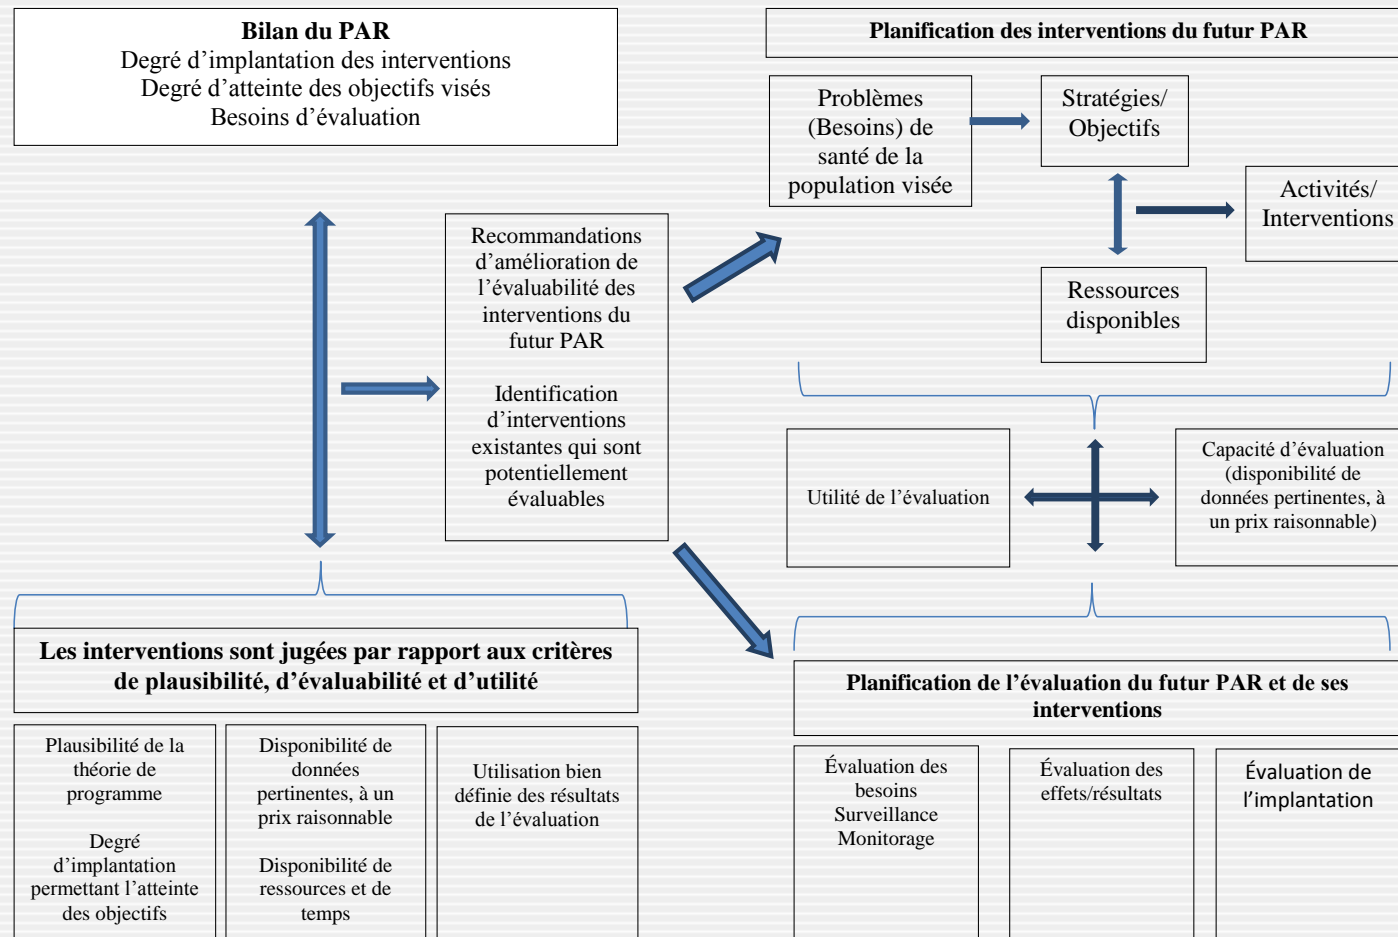 Bilan du PAR
Degré d’implantation des interventions
Degré d’atteinte des objectifs visés
Besoins d’évaluation
Planification des interventions du futur PAR
Problèmes
(Besoins) de
santé de la
population visée
Stratégies/
Objectifs
Activités/
Interventions
Ressources
disponibles
Recommandations
d’amélioration de
l’évaluabilité des
interventions du
futur PAR
Identification
d’interventions
existantes qui sont
potentiellement
évaluables
Utilité de l’évaluation
Capacité d’évaluation
(disponibilité de
données pertinentes, à
un prix raisonnable)
Les interventions sont jugées par rapport aux critères
de plausibilité, d’évaluabilité et d’utilité
Plausibilité de la
théorie de
programme
Degré
d’implantation
permettant l’atteinte
des objectifs
Disponibilité de
données
pertinentes, à un
prix raisonnable
Disponibilité de
ressources et de
temps
Utilisation bien
définie des résultats
de l’évaluation
Planification de l’évaluation du futur PAR et de ses
interventions
Évaluation des
besoins
Surveillance
Monitorage
Évaluation des
effets/résultats
Évaluation de
l’implantation